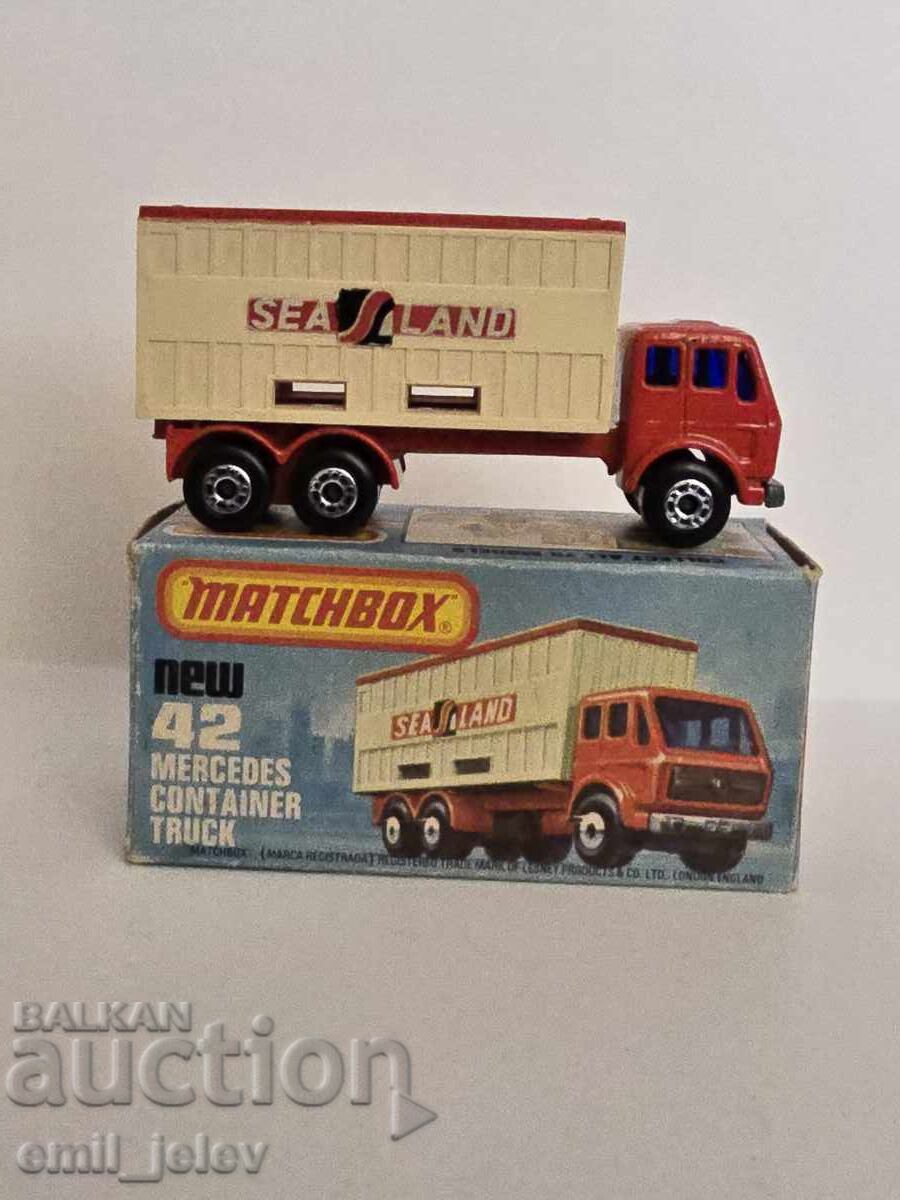 SEA LAND
"MATCHBOX"®
new
42
MERCEDES
CONTAINER
TRUCK
SEA LAND
MATCHBOX (MARCA REGISTRADA) REGISTERED TRADE MARK OF LESNEY PRODUCTS & CO. LTD. LONDON ENGLAND
BALKAN
auction
emil_jelev